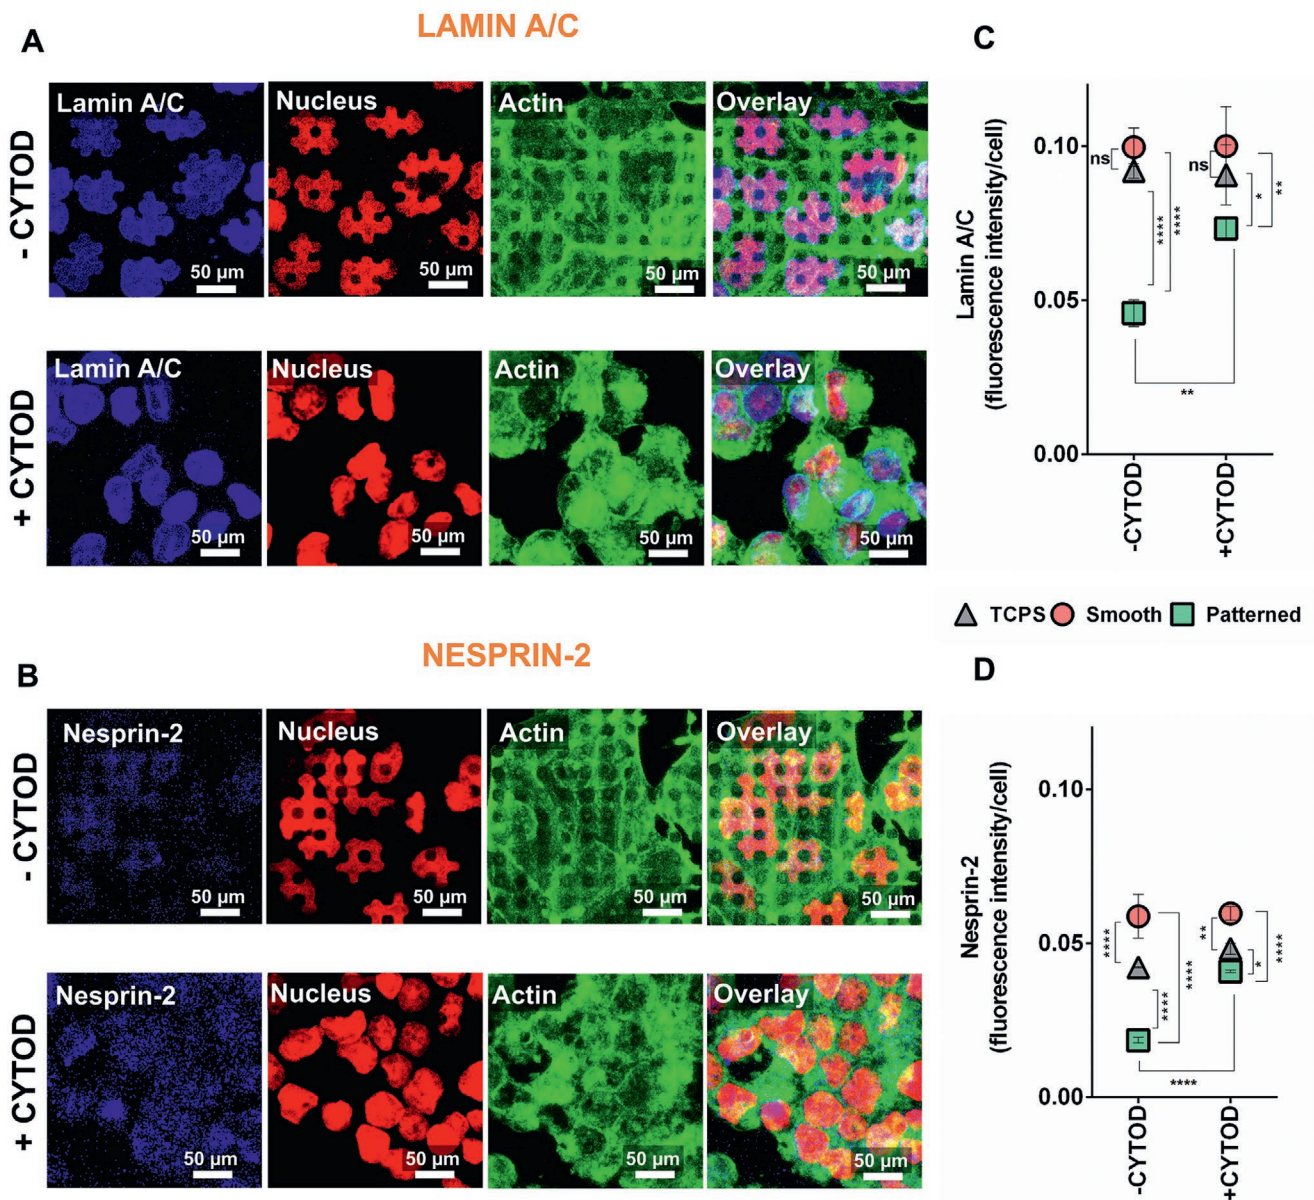 LAMIN A/C
A
- CYTOD
Lamin A/C
50 µm
Nucleus
50 µm
Actin
50 µm
Overlay
50 µm
+ CYTOD
Lamin A/C
50 µm
Nucleus
50 µm
Actin
50 µm
Overlay
50 µm
NESPRIN-2
B
- CYTOD
Nesprin-2
50 µm
Nucleus
50 µm
Actin
50 µm
Overlay
50 µm
+ CYTOD
Nesprin-2
50 µm
Nucleus
50 µm
Actin
50 µm
Overlay
50 µm
C
Lamin A/C
(fluorescence intensity/cell)
0.10
0.05
0.00
ns
****
****
ns
*
**
**
-CYTOD
+CYTOD
TCPS Smooth Patterned
D
Nesprin-2
(fluorescence intensity/cell)
0.10
0.05
0.00
****
****
****
**
*
****
****
-CYTOD
+CYTOD